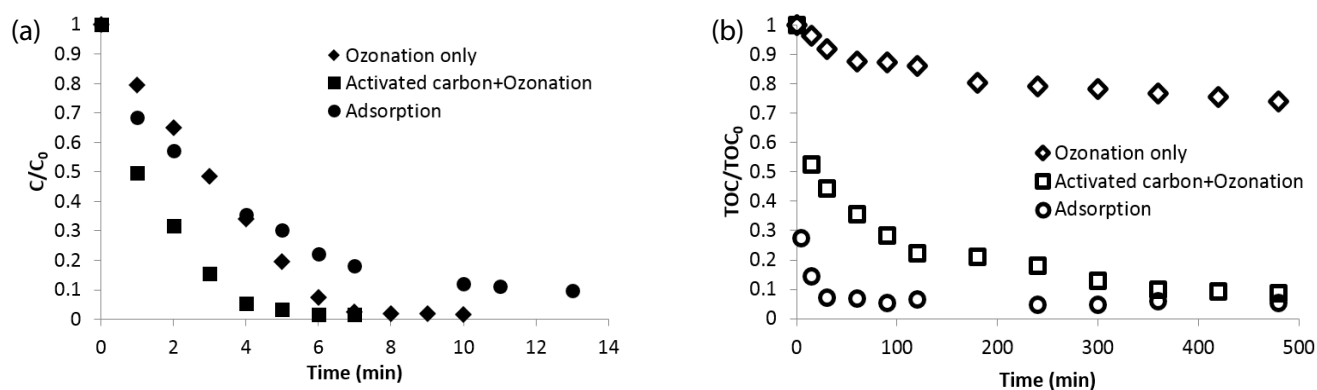 (a)
1
0.9
0.8
0.7
0.6
0.5
0.4
0.3
0.2
0.1
0
C/C₀
Ozonation only
Activated carbon+Ozonation
Adsorption
0 2 4 6 8 10 12 14
Time (min)
(b)
1
0.9
0.8
0.7
0.6
0.5
0.4
0.3
0.2
0.1
0
TOC/TOC₀
Ozonation only
Activated carbon+Ozonation
Adsorption
0 100 200 300 400 500
Time (min)